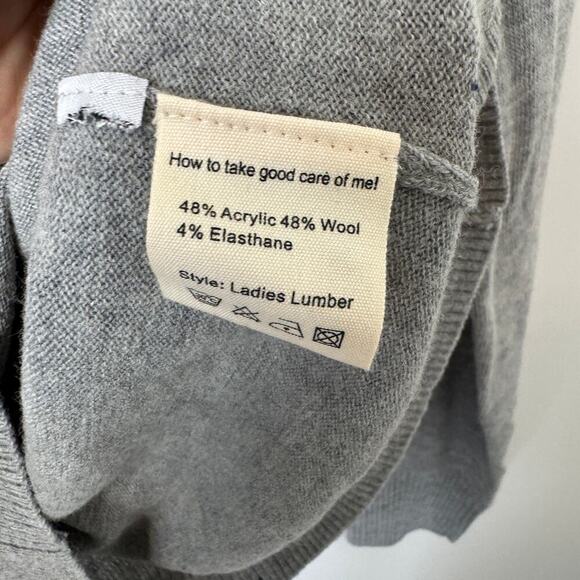 How to take good care of me!
48% Acrylic 48% Wool
4% Elasthane
Style: Ladies Lumber